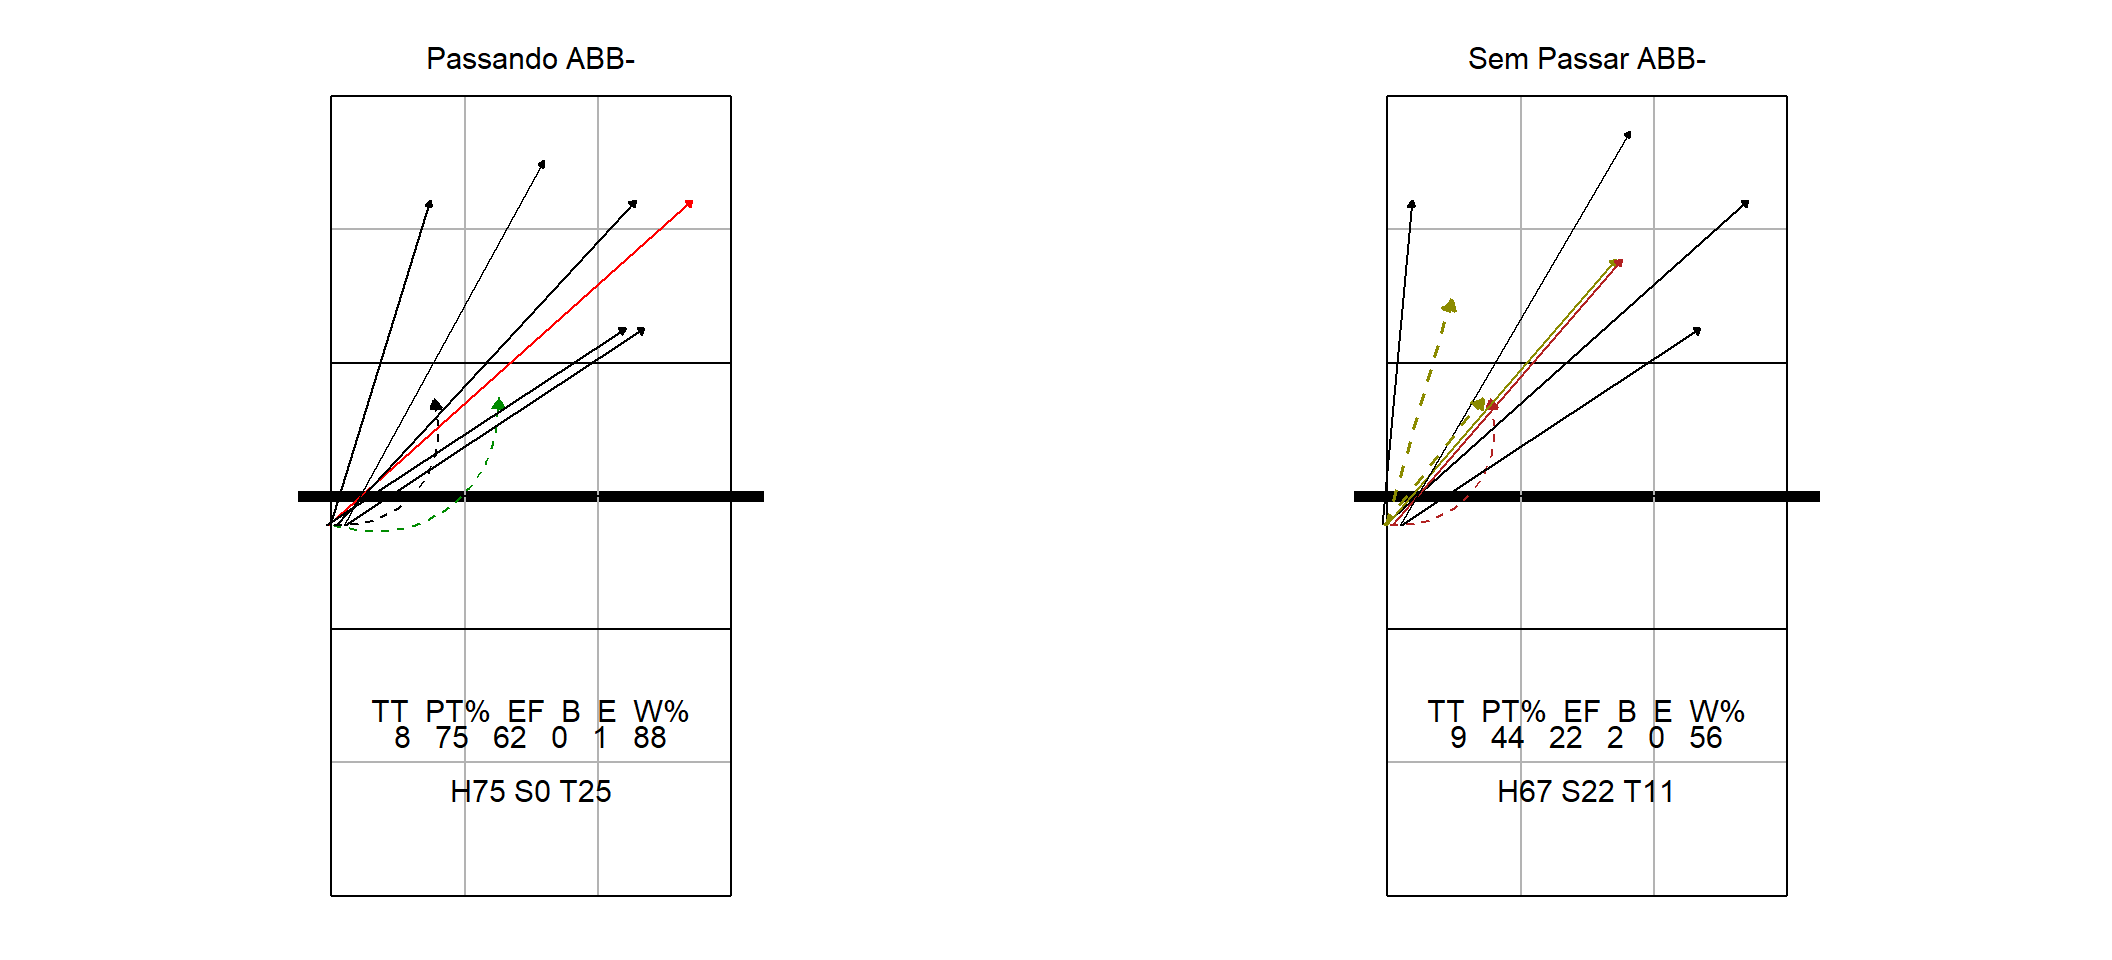 Passando ABB-
TT PT% EF B E W%
8 75 62 0 1 88
H75 S0 T25
Sem Passar ABB-
TT PT% EF B E W%
9 44 22 2 0 56
H67 S22 T11